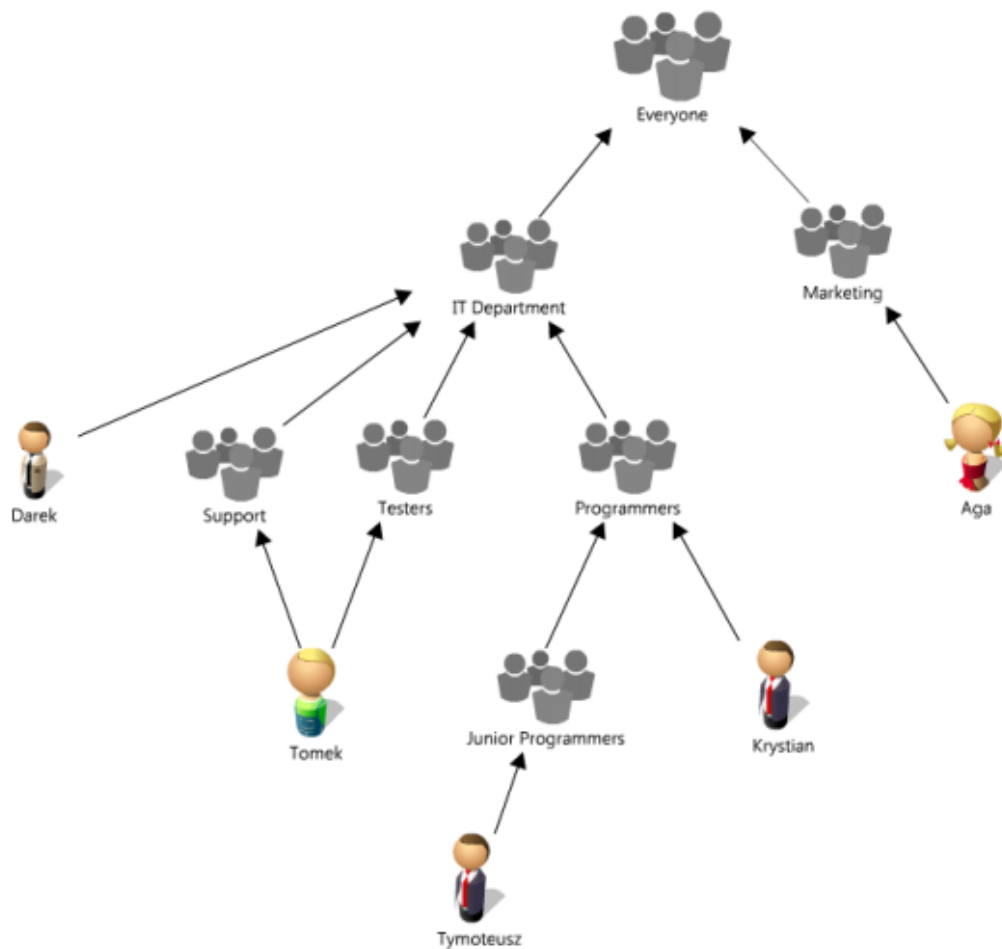 Everyone
IT Department
Marketing
Darek
Support
Testers
Programmers
Aga
Tomek
Junior Programmers
Krystian
Tymoteusz